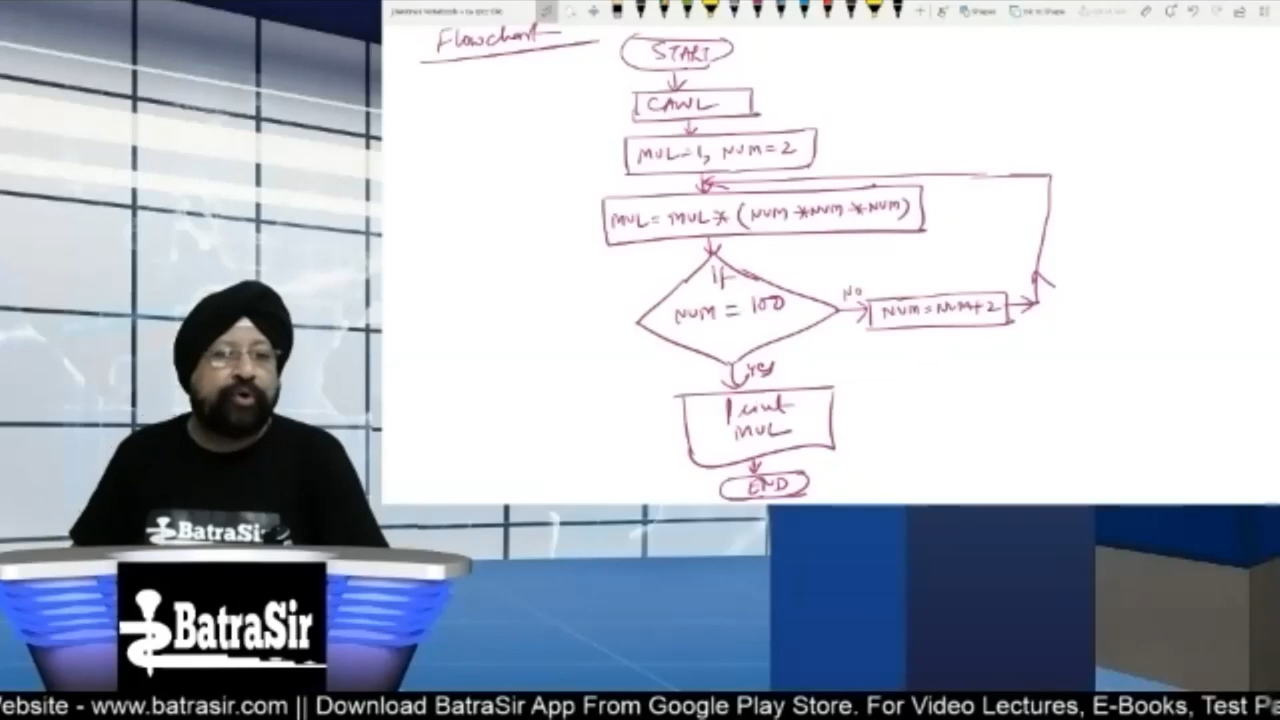 Flowchart
START
CAWL
MUL=1, NUM=2
MUL = MUL * (NUM *NUM * NUM)
If
NUM = 100
No
NUM = NUM+2
Yes
Print
MUL
END
BatraSir
BatraSir
ebsite - www.batrasir.com || Download BatraSir App From Google Play Store. For Video Lectures, E-Books, Test Pa